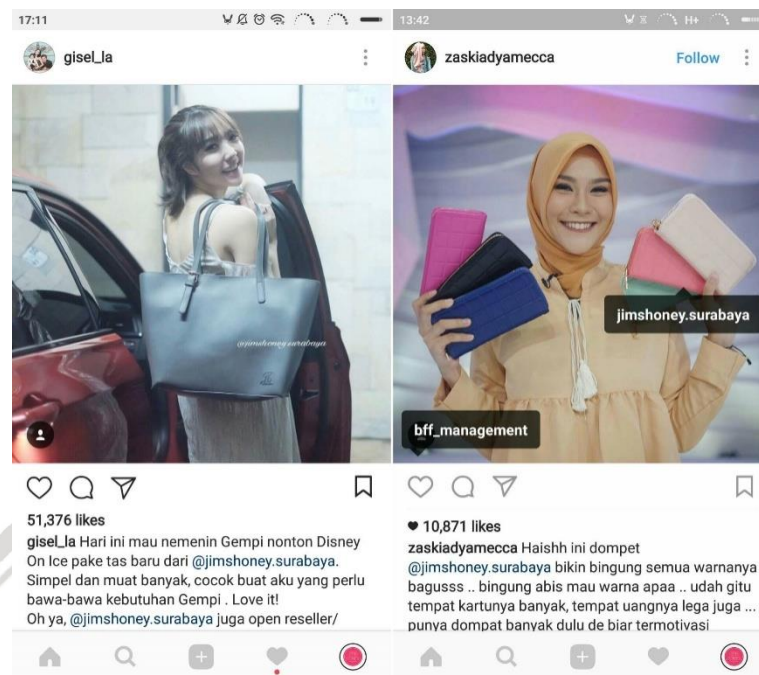 17:11
gisel_la
@jimshoney.surabaya
51,376 likes
gisel_la Hari ini mau nemenin Gempi nonton Disney
On Ice pake tas baru dari @jimshoney.surabaya.
Simpel dan muat banyak, cocok buat aku yang perlu
bawa-bawa kebutuhan Gempi . Love it!
Oh ya, @jimshoney.surabaya juga open reseller/
13:42
H+
zaskiadyamecca
Follow
jimshoney.surabaya
bff_management
10,871 likes
zaskiadyamecca Haishh ini dompet
@jimshoney.surabaya bikin bingung semua warnanya
bagusss .. bingung abis mau warna apaa .. udah gitu
tempat kartunya banyak, tempat uangnya lega juga ...
punya dompat banyak dulu de biar termotivasi